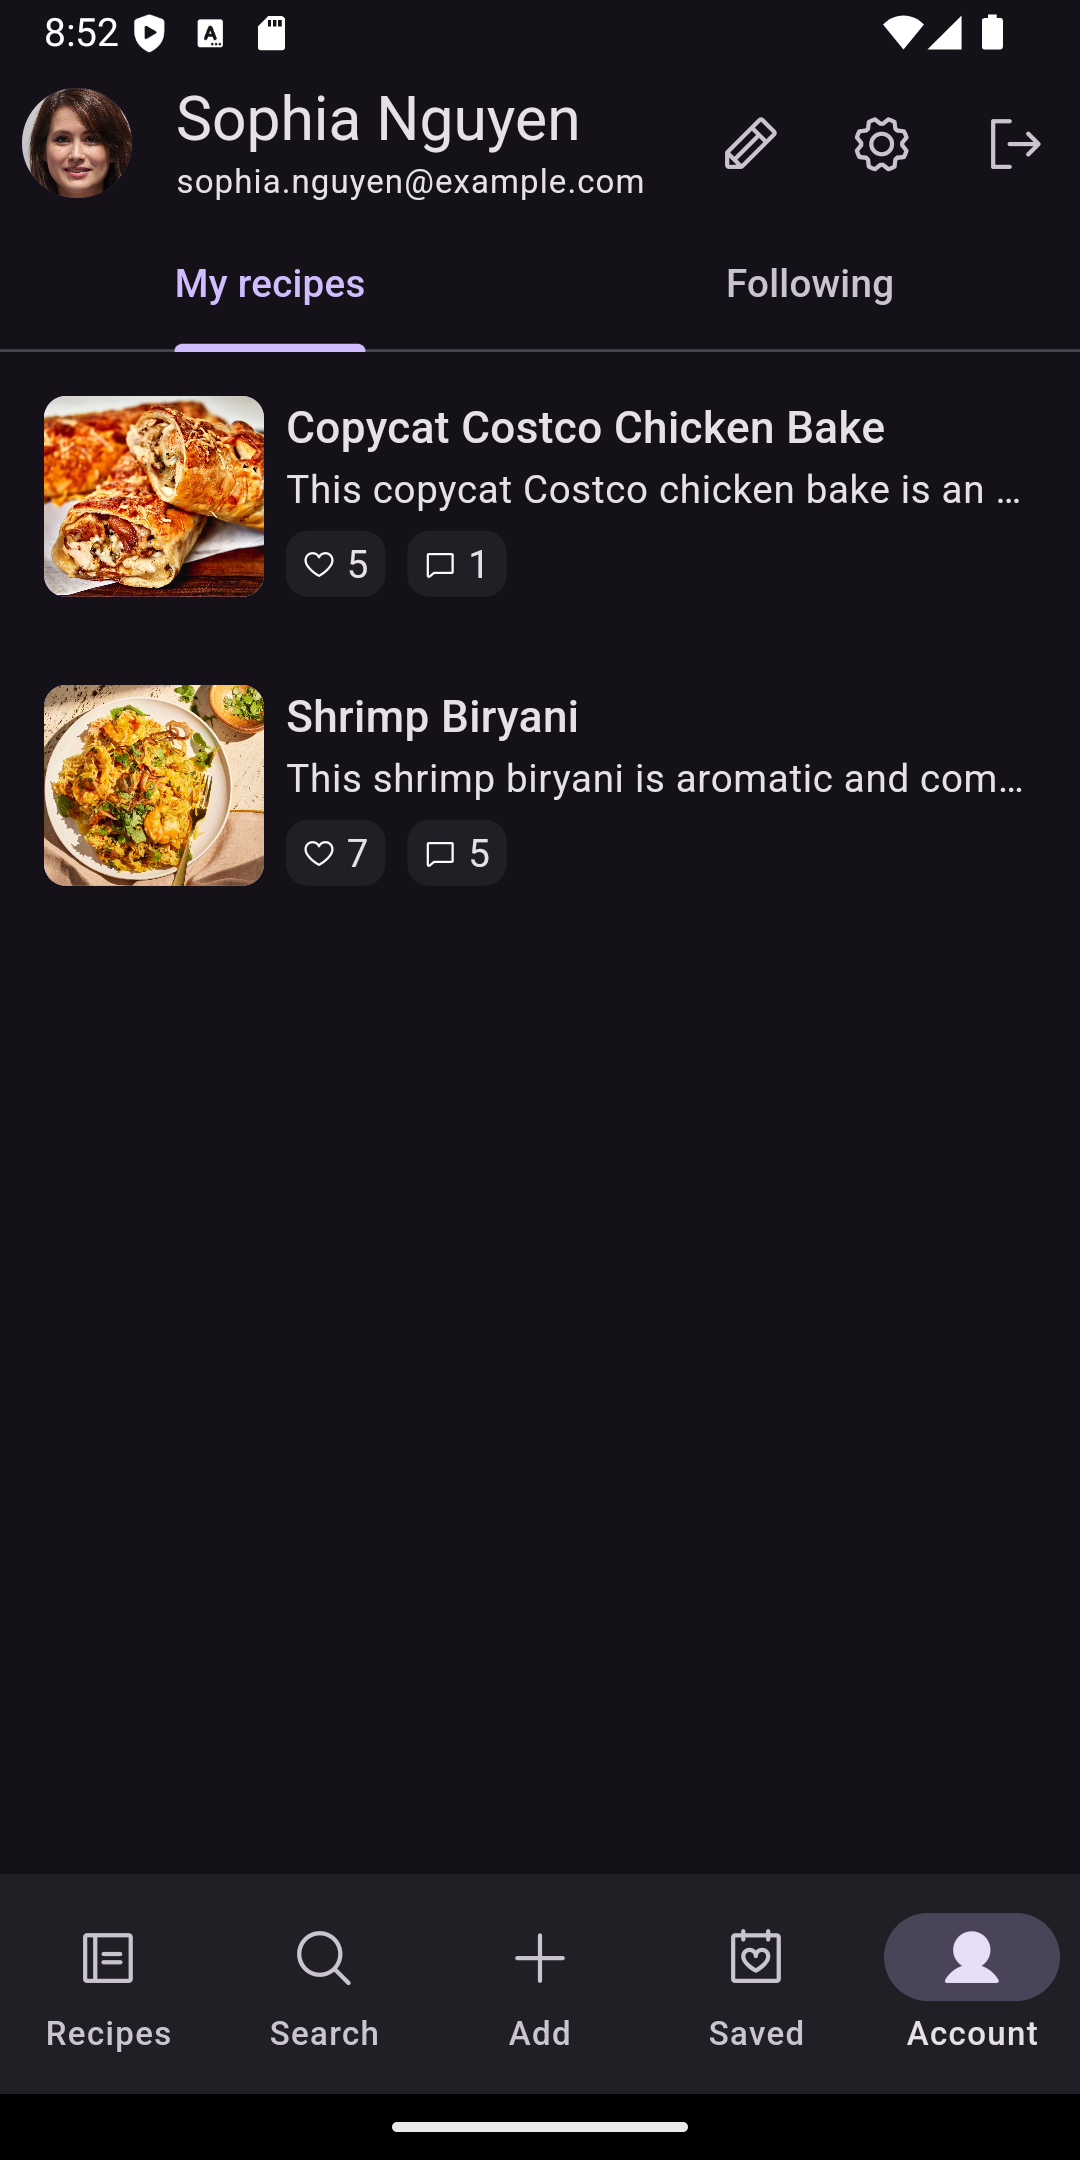 8:52
Sophia Nguyen
sophia.nguyen@example.com
My recipes
Following
Copycat Costco Chicken Bake
This copycat Costco chicken bake is an …
5
1
Shrimp Biryani
This shrimp biryani is aromatic and com…
7
5
Recipes
Search
Add
Saved
Account